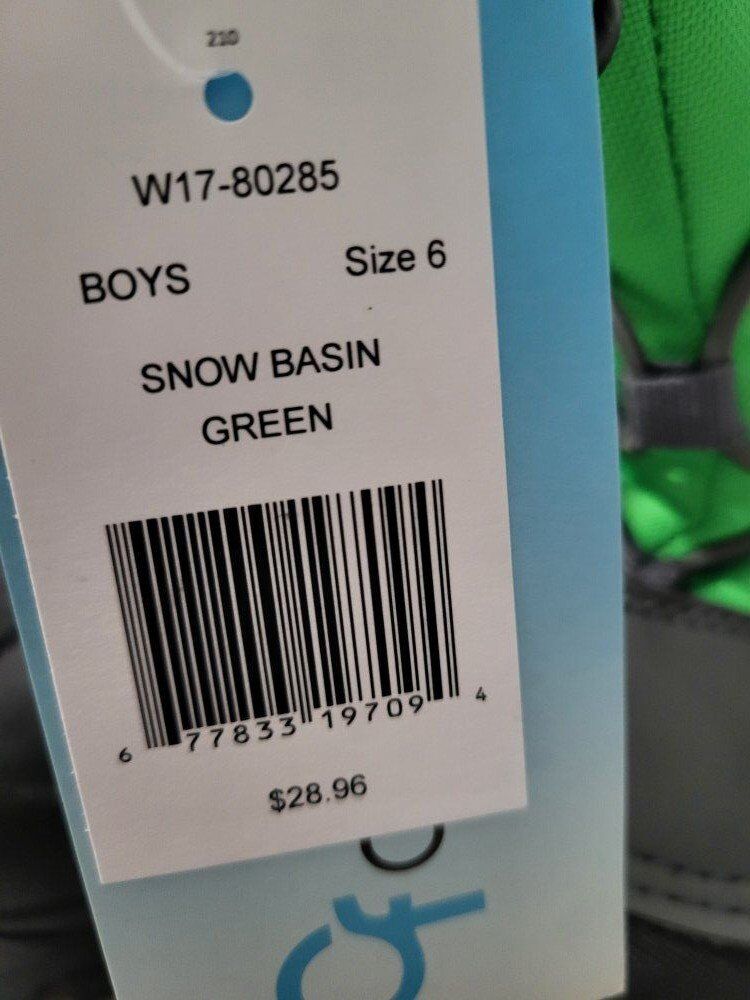 210
W17-80285
BOYS Size 6
SNOW BASIN
GREEN
6 77833 19709 4
$28.96